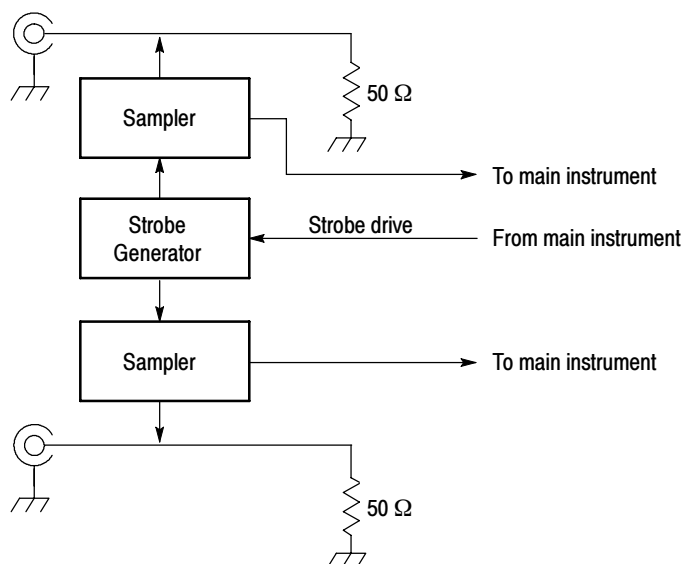 50 Ω
Sampler
To main instrument
Strobe
Generator
Strobe drive
From main instrument
Sampler
To main instrument
50 Ω